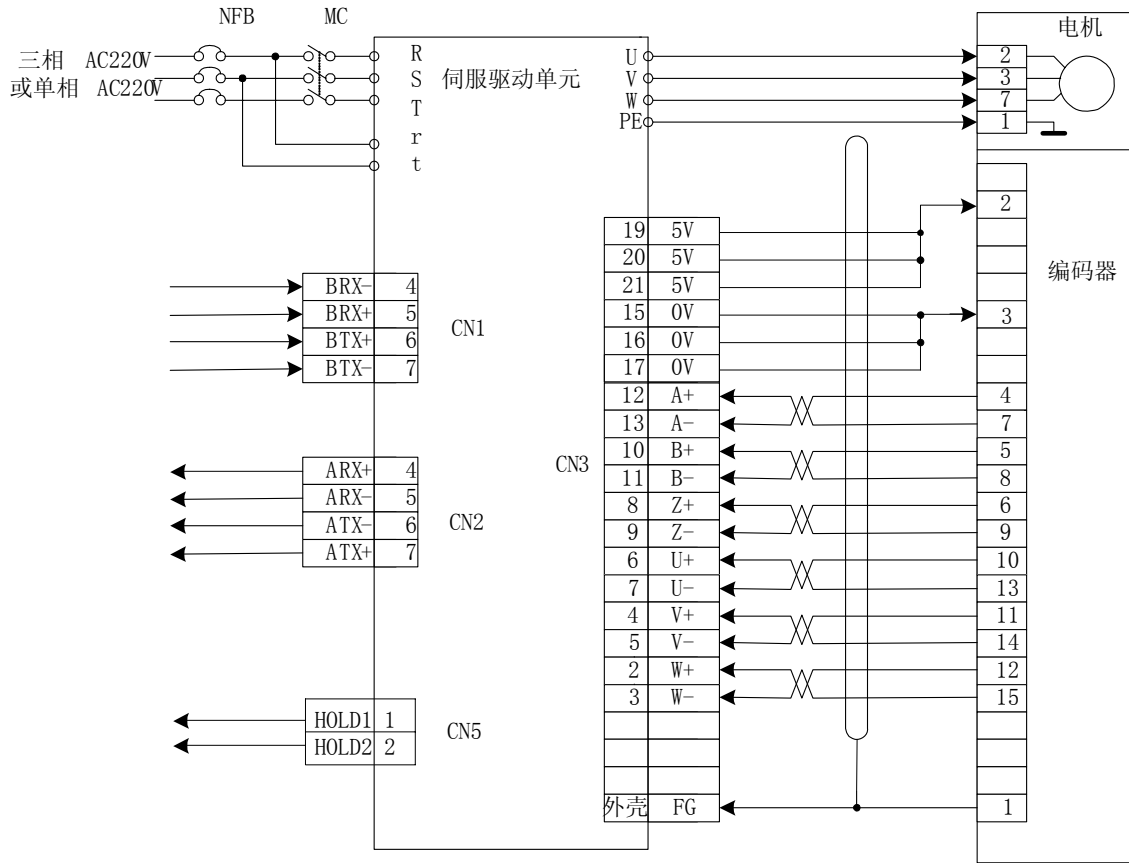 NFB MC
三相 AC220V
或单相 AC220V
R
S
T
r
t
伺服驱动单元
U
V
W
PE
电机
2
3
7
1
BRX- 4
BRX+ 5
BTX+ 6
BTX- 7
CN1
ARX+ 4
ARX- 5
ATX- 6
ATX+ 7
CN2
HOLD1 1
HOLD2 2
CN5
CN3
19 5V
20 5V
21 5V
15 0V
16 0V
17 0V
12 A+
13 A-
10 B+
11 B-
8 Z+
9 Z-
6 U+
7 U-
4 V+
5 V-
2 W+
3 W-
外壳 FG
编码器
2
3
4
7
5
8
6
9
10
13
11
14
12
15
1